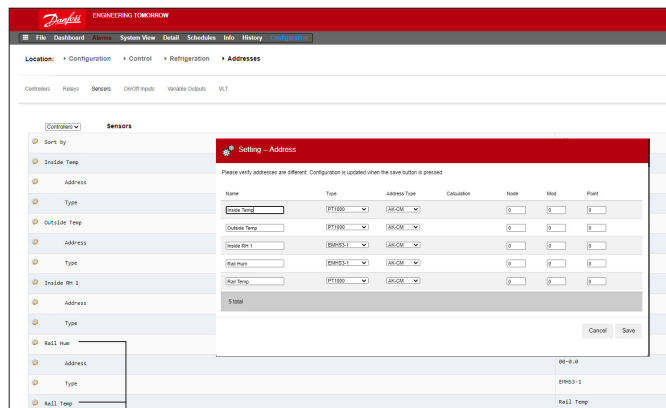 Danfoss ENGINEERING TOMORROW
File Dashboard Alarms System View Detail Schedules Info History Configuration
Location: Configuration Control Refrigeration Addresses
Controllers Relays Sensors On/Off Inputs Variable Outputs VLT
Controllers Sensors
Sort by
Setting – Address
Inside Temp
Please verify addresses are different. Configuration is updated when the save button is pressed.
Address
Name Type Address Type Calculation Node Mod Point
Type
Inside Temp PT1000 AK-CM 0 0 0
Outside Temp
Outside Temp PT1000 AK-CM 0 0 0
Address
Inside RH 1 EMHS3-1 AK-CM 0 0 0
Type
Rail Hum EMHS3-1 AK-CM 0 0 0
Inside RH 1
Rail Temp PT1000 AK-CM 0 0 0
Address
5 total
Type
Cancel Save
Rail Hum
Address 00-0.0
Type EMHS3-1
Rail Temp Rail Temp